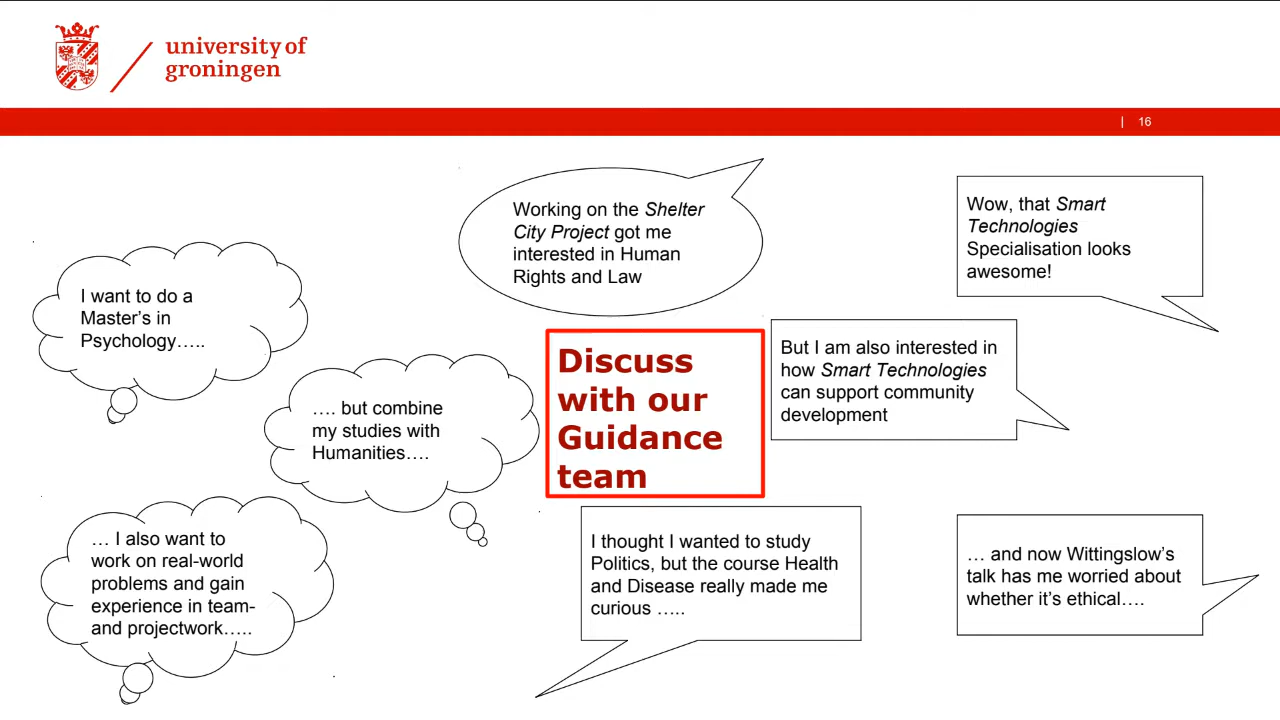 university of
groningen
| 16
Working on the Shelter
City Project got me
interested in Human
Rights and Law
Wow, that Smart
Technologies
Specialisation looks
awesome!
I want to do a
Master’s in
Psychology…..
…. but combine
my studies with
Humanities….
Discuss
with our
Guidance
team
But I am also interested in
how Smart Technologies
can support community
development
… I also want to
work on real-world
problems and gain
experience in team-
and projectwork…..
I thought I wanted to study
Politics, but the course Health
and Disease really made me
curious …..
… and now Wittingslow’s
talk has me worried about
whether it’s ethical….